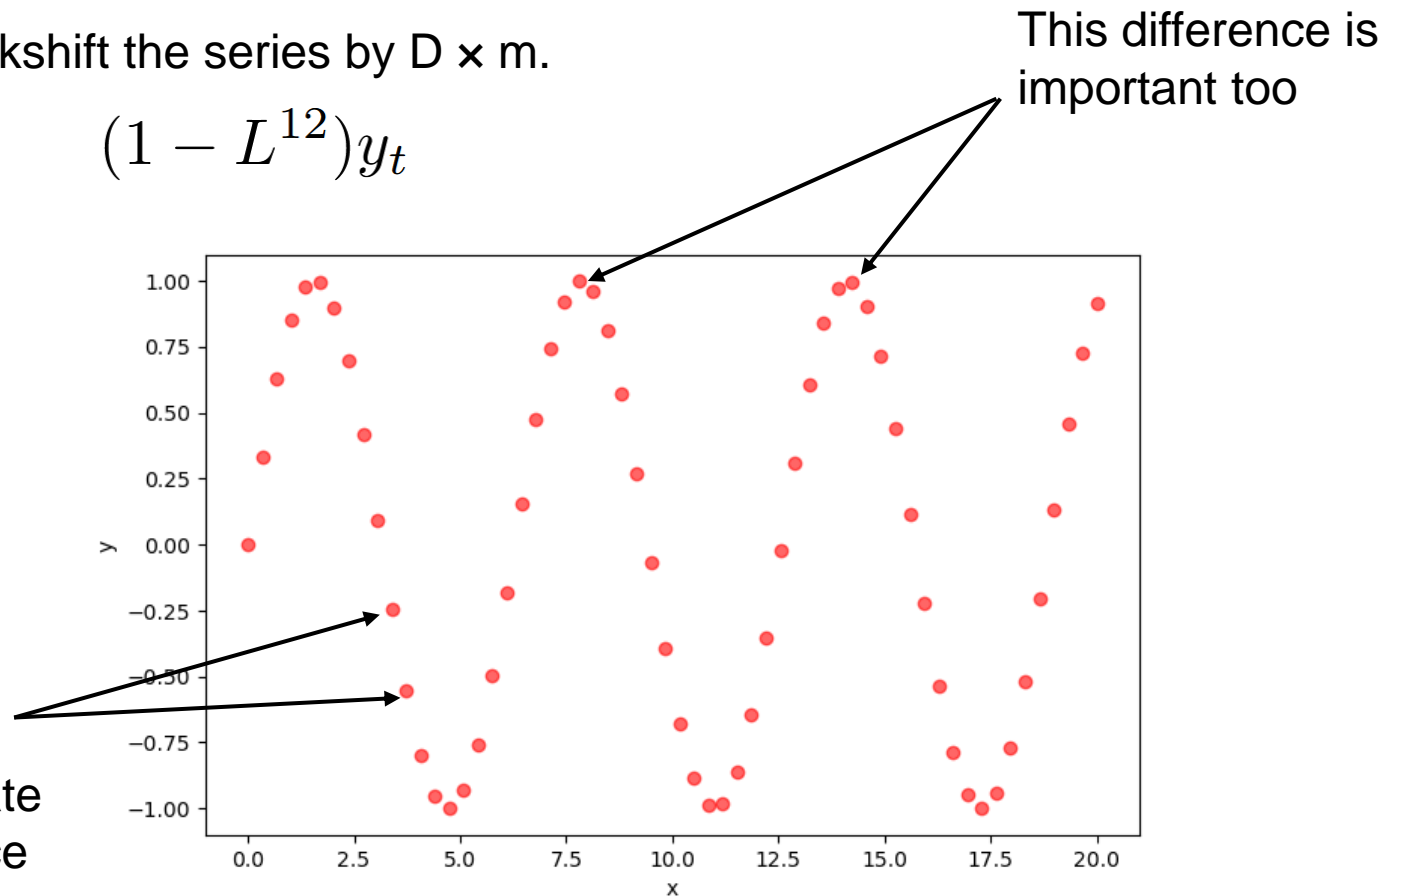 kshift the series by D × m.
This difference is
important too
(1 − L¹²)yₜ
1.00
0.75
0.50
0.25
0.00
−0.25
−0.50
−0.75
−1.00
y
0.0 2.5 5.0 7.5 10.0 12.5 15.0 17.5 20.0
x
te
ce